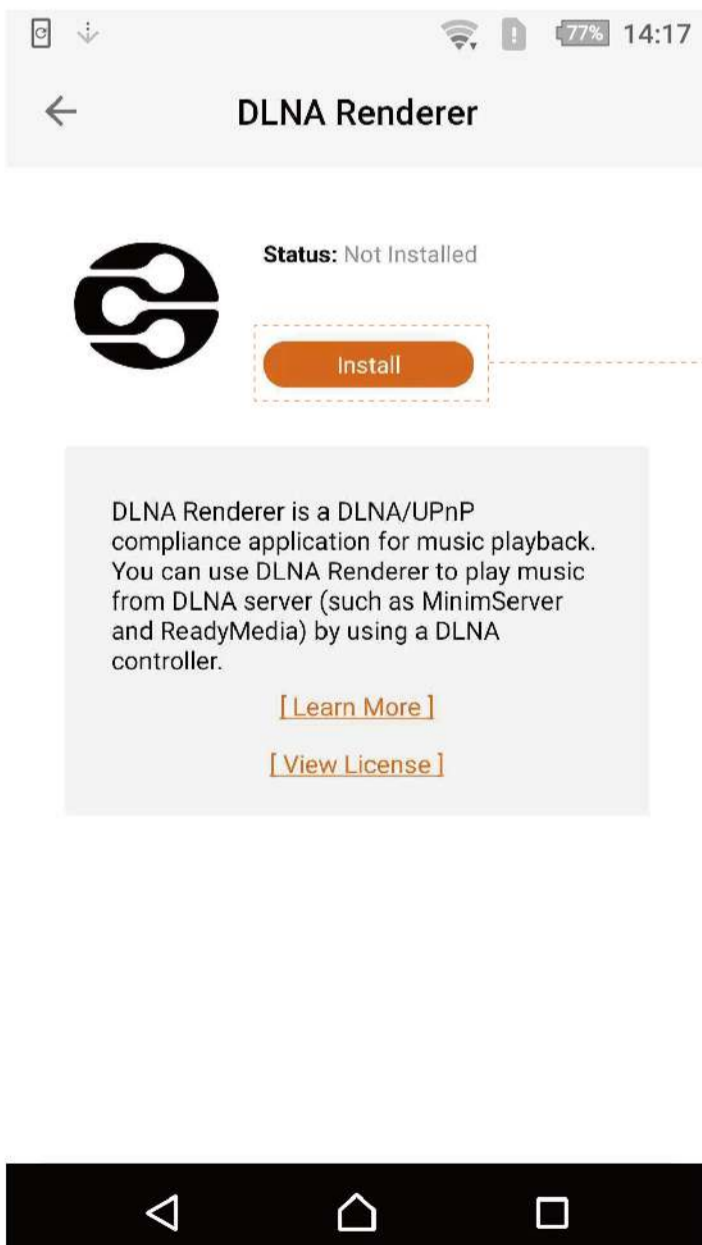 77% 14:17
DLNA Renderer
Status: Not Installed
Install
DLNA Renderer is a DLNA/UPnP
compliance application for music playback.
You can use DLNA Renderer to play music
from DLNA server (such as MinimServer
and ReadyMedia) by using a DLNA
controller.
[ Learn More ]
[ View License ]